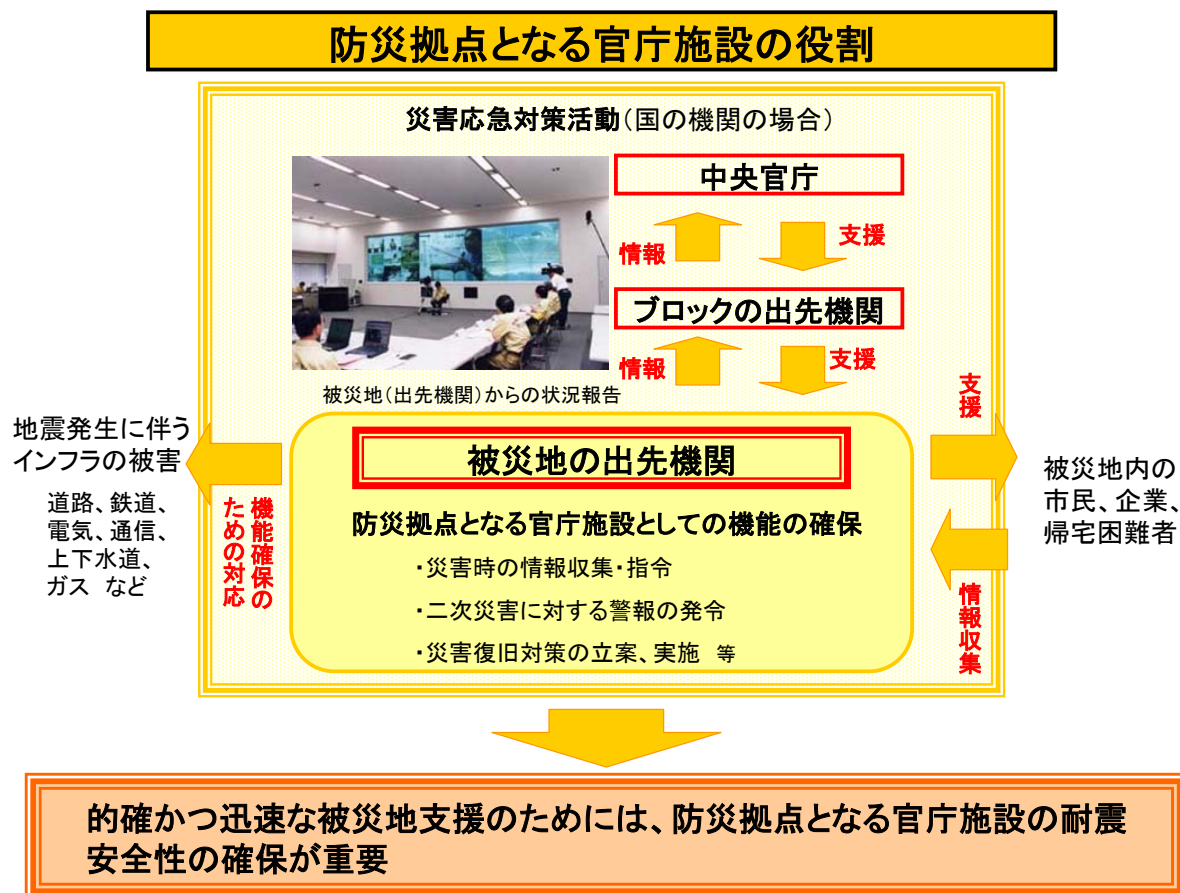 防災拠点となる官庁施設の役割
災害応急対策活動(国の機関の場合)
中央官庁
情報
支援
ブロックの出先機関
情報
支援
被災地(出先機関)からの状況報告
地震発生に伴う
インフラの被害
道路、鉄道、
電気、通信、
上下水道、
ガス など
機能確保の
ための対応
被災地の出先機関
防災拠点となる官庁施設としての機能の確保
・災害時の情報収集・指令
・二次災害に対する警報の発令
・災害復旧対策の立案、実施 等
支援
被災地内の
市民、企業、
帰宅困難者
情報収集
的確かつ迅速な被災地支援のためには、防災拠点となる官庁施設の耐震
安全性の確保が重要